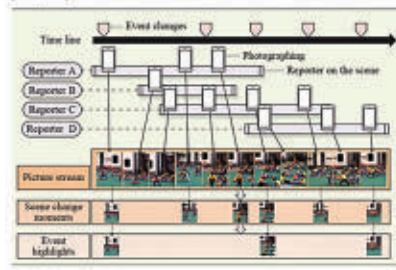 Event changes
Time line
Photographing
Reporter A
Reporter on the scene
Reporter B
Reporter C
Reporter D
Picture stream
Scene change
moments
Event
highlights